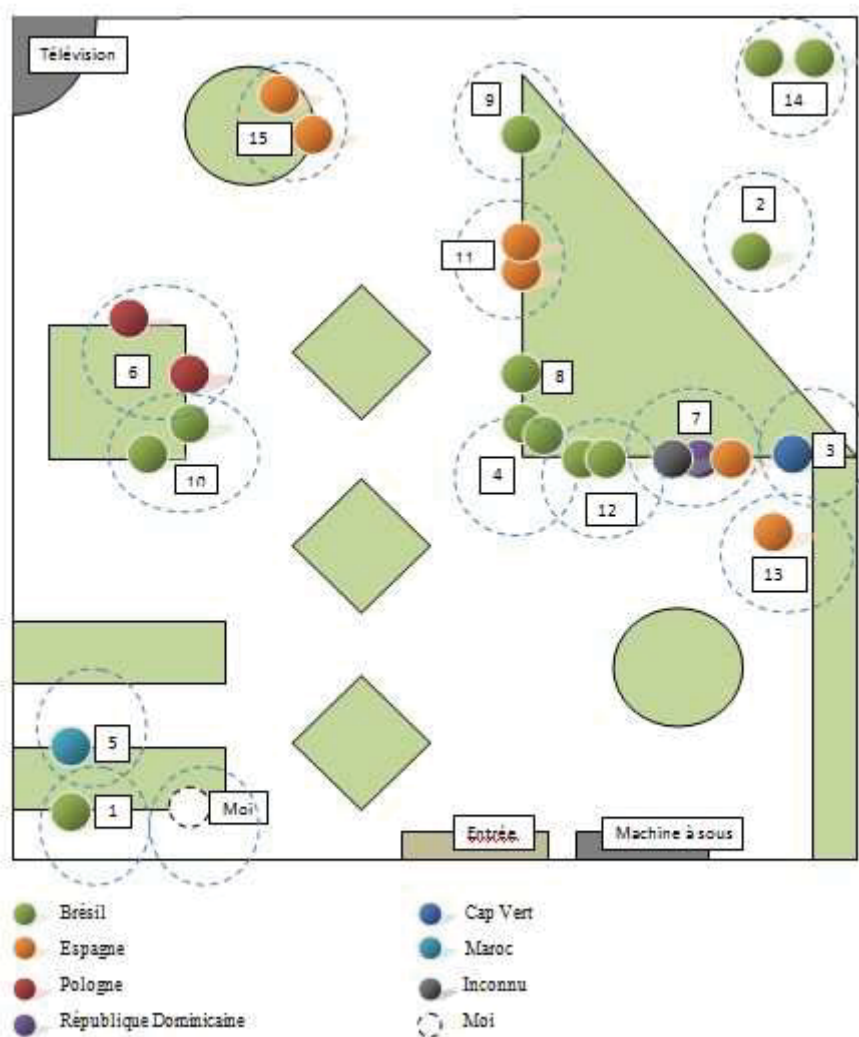 Télévision
14
9
15
2
11
6
8
7
3
4
10
12
13
5
1
Moi
Entrée.
Machine à sous
Brésil
Cap Vert
Espagne
Maroc
Pologne
Inconnu
République Dominicaine
Moi